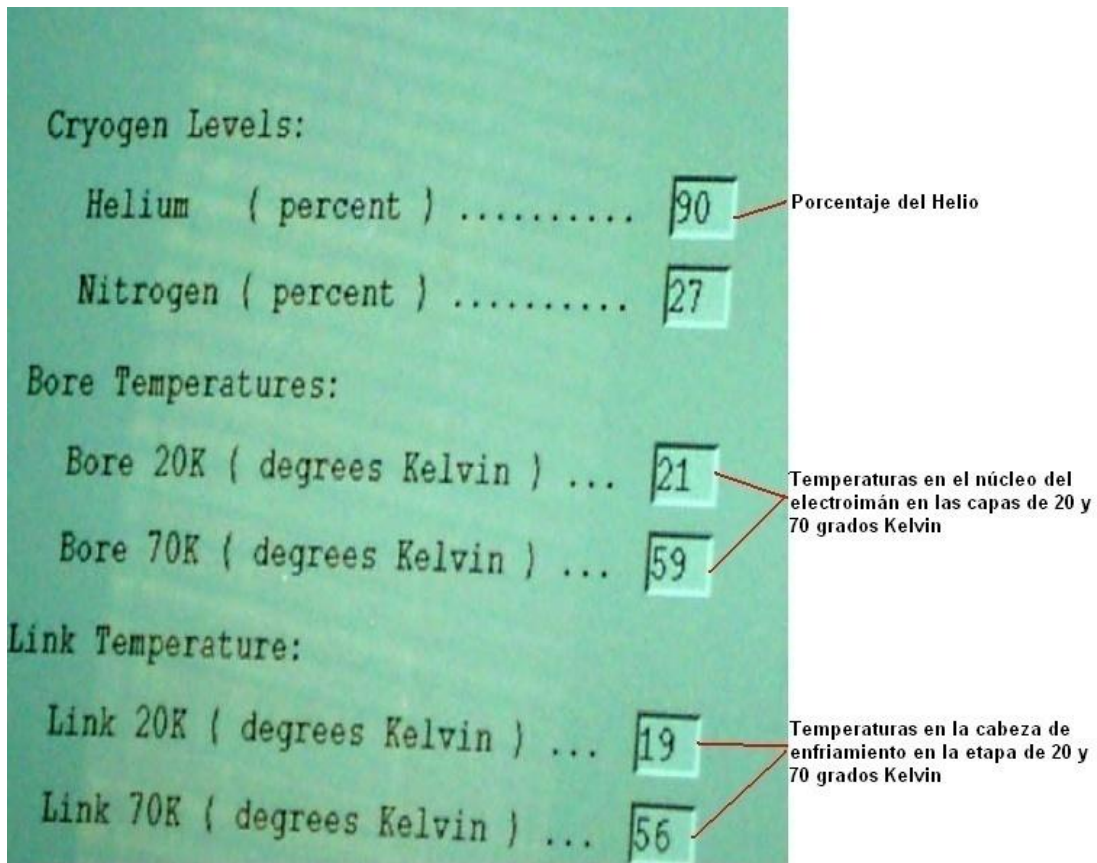 Cryogen Levels:
Helium ( percent ) .......... 90
Porcentaje del Helio
Nitrogen ( percent ) .......... 27
Bore Temperatures:
Bore 20K ( degrees Kelvin ) ... 21
Bore 70K ( degrees Kelvin ) ... 59
Temperaturas en el núcleo del
electroimán en las capas de 20 y
70 grados Kelvin
Link Temperature:
Link 20K ( degrees Kelvin ) ... 19
Link 70K ( degrees Kelvin ) ... 56
Temperaturas en la cabeza de
enfriamiento en la etapa de 20 y
70 grados Kelvin